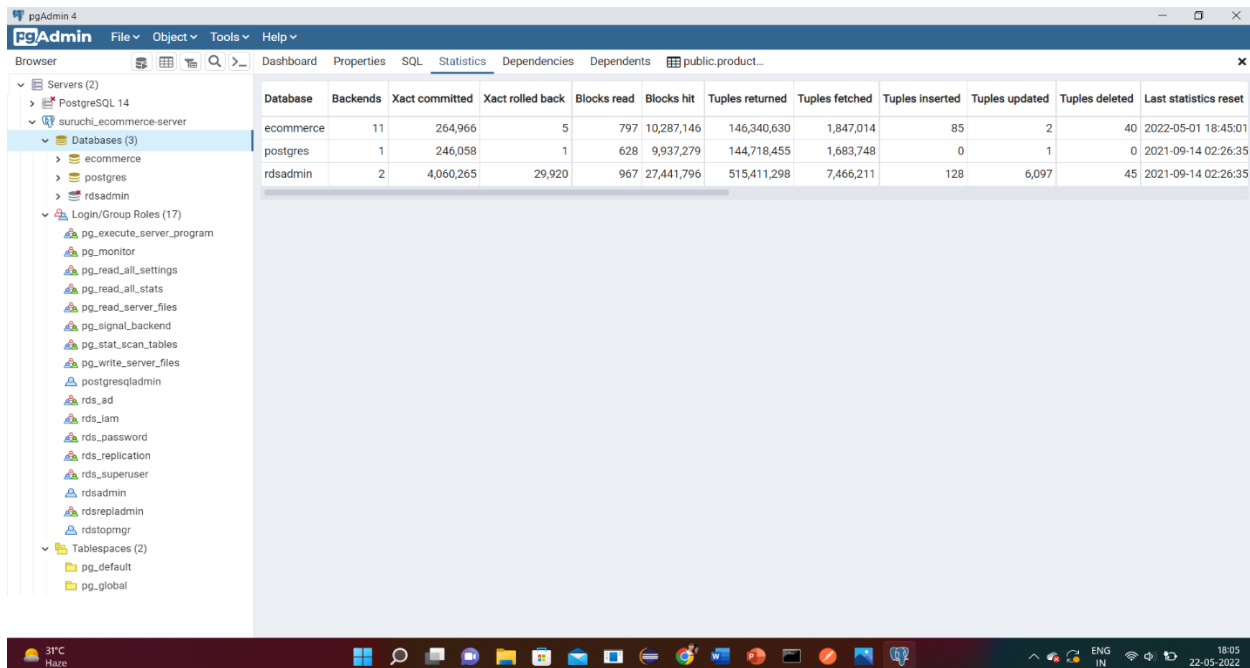 pgAdmin 4
pgAdmin File Object Tools Help
Browser Dashboard Properties SQL Statistics Dependencies Dependents public.product...
Servers (2)
PostgreSQL 14
suruchi_ecommerce-server
Databases (3)
ecommerce
postgres
rdsadmin
Login/Group Roles (17)
pg_execute_server_program
pg_monitor
pg_read_all_settings
pg_read_all_stats
pg_read_server_files
pg_signal_backend
pg_stat_scan_tables
pg_write_server_files
postgresqladmin
rds_ad
rds_iam
rds_password
rds_replication
rds_superuser
rdsadmin
rdsrepladmin
rdstopmgr
Tablespaces (2)
pg_default
pg_global
Database Backends Xact committed Xact rolled back Blocks read Blocks hit Tuples returned Tuples fetched Tuples inserted Tuples updated Tuples deleted Last statistics reset
ecommerce 11 264,966 5 797 10,287,146 146,340,630 1,847,014 85 2 40 2022-05-01 18:45:01
postgres 1 246,058 1 628 9,937,279 144,718,455 1,683,748 0 1 0 2021-09-14 02:26:35
rdsadmin 2 4,060,265 29,920 967 27,441,796 515,411,298 7,466,211 128 6,097 45 2021-09-14 02:26:35
31°C
Haze
ENG
IN
18:05
22-05-2022